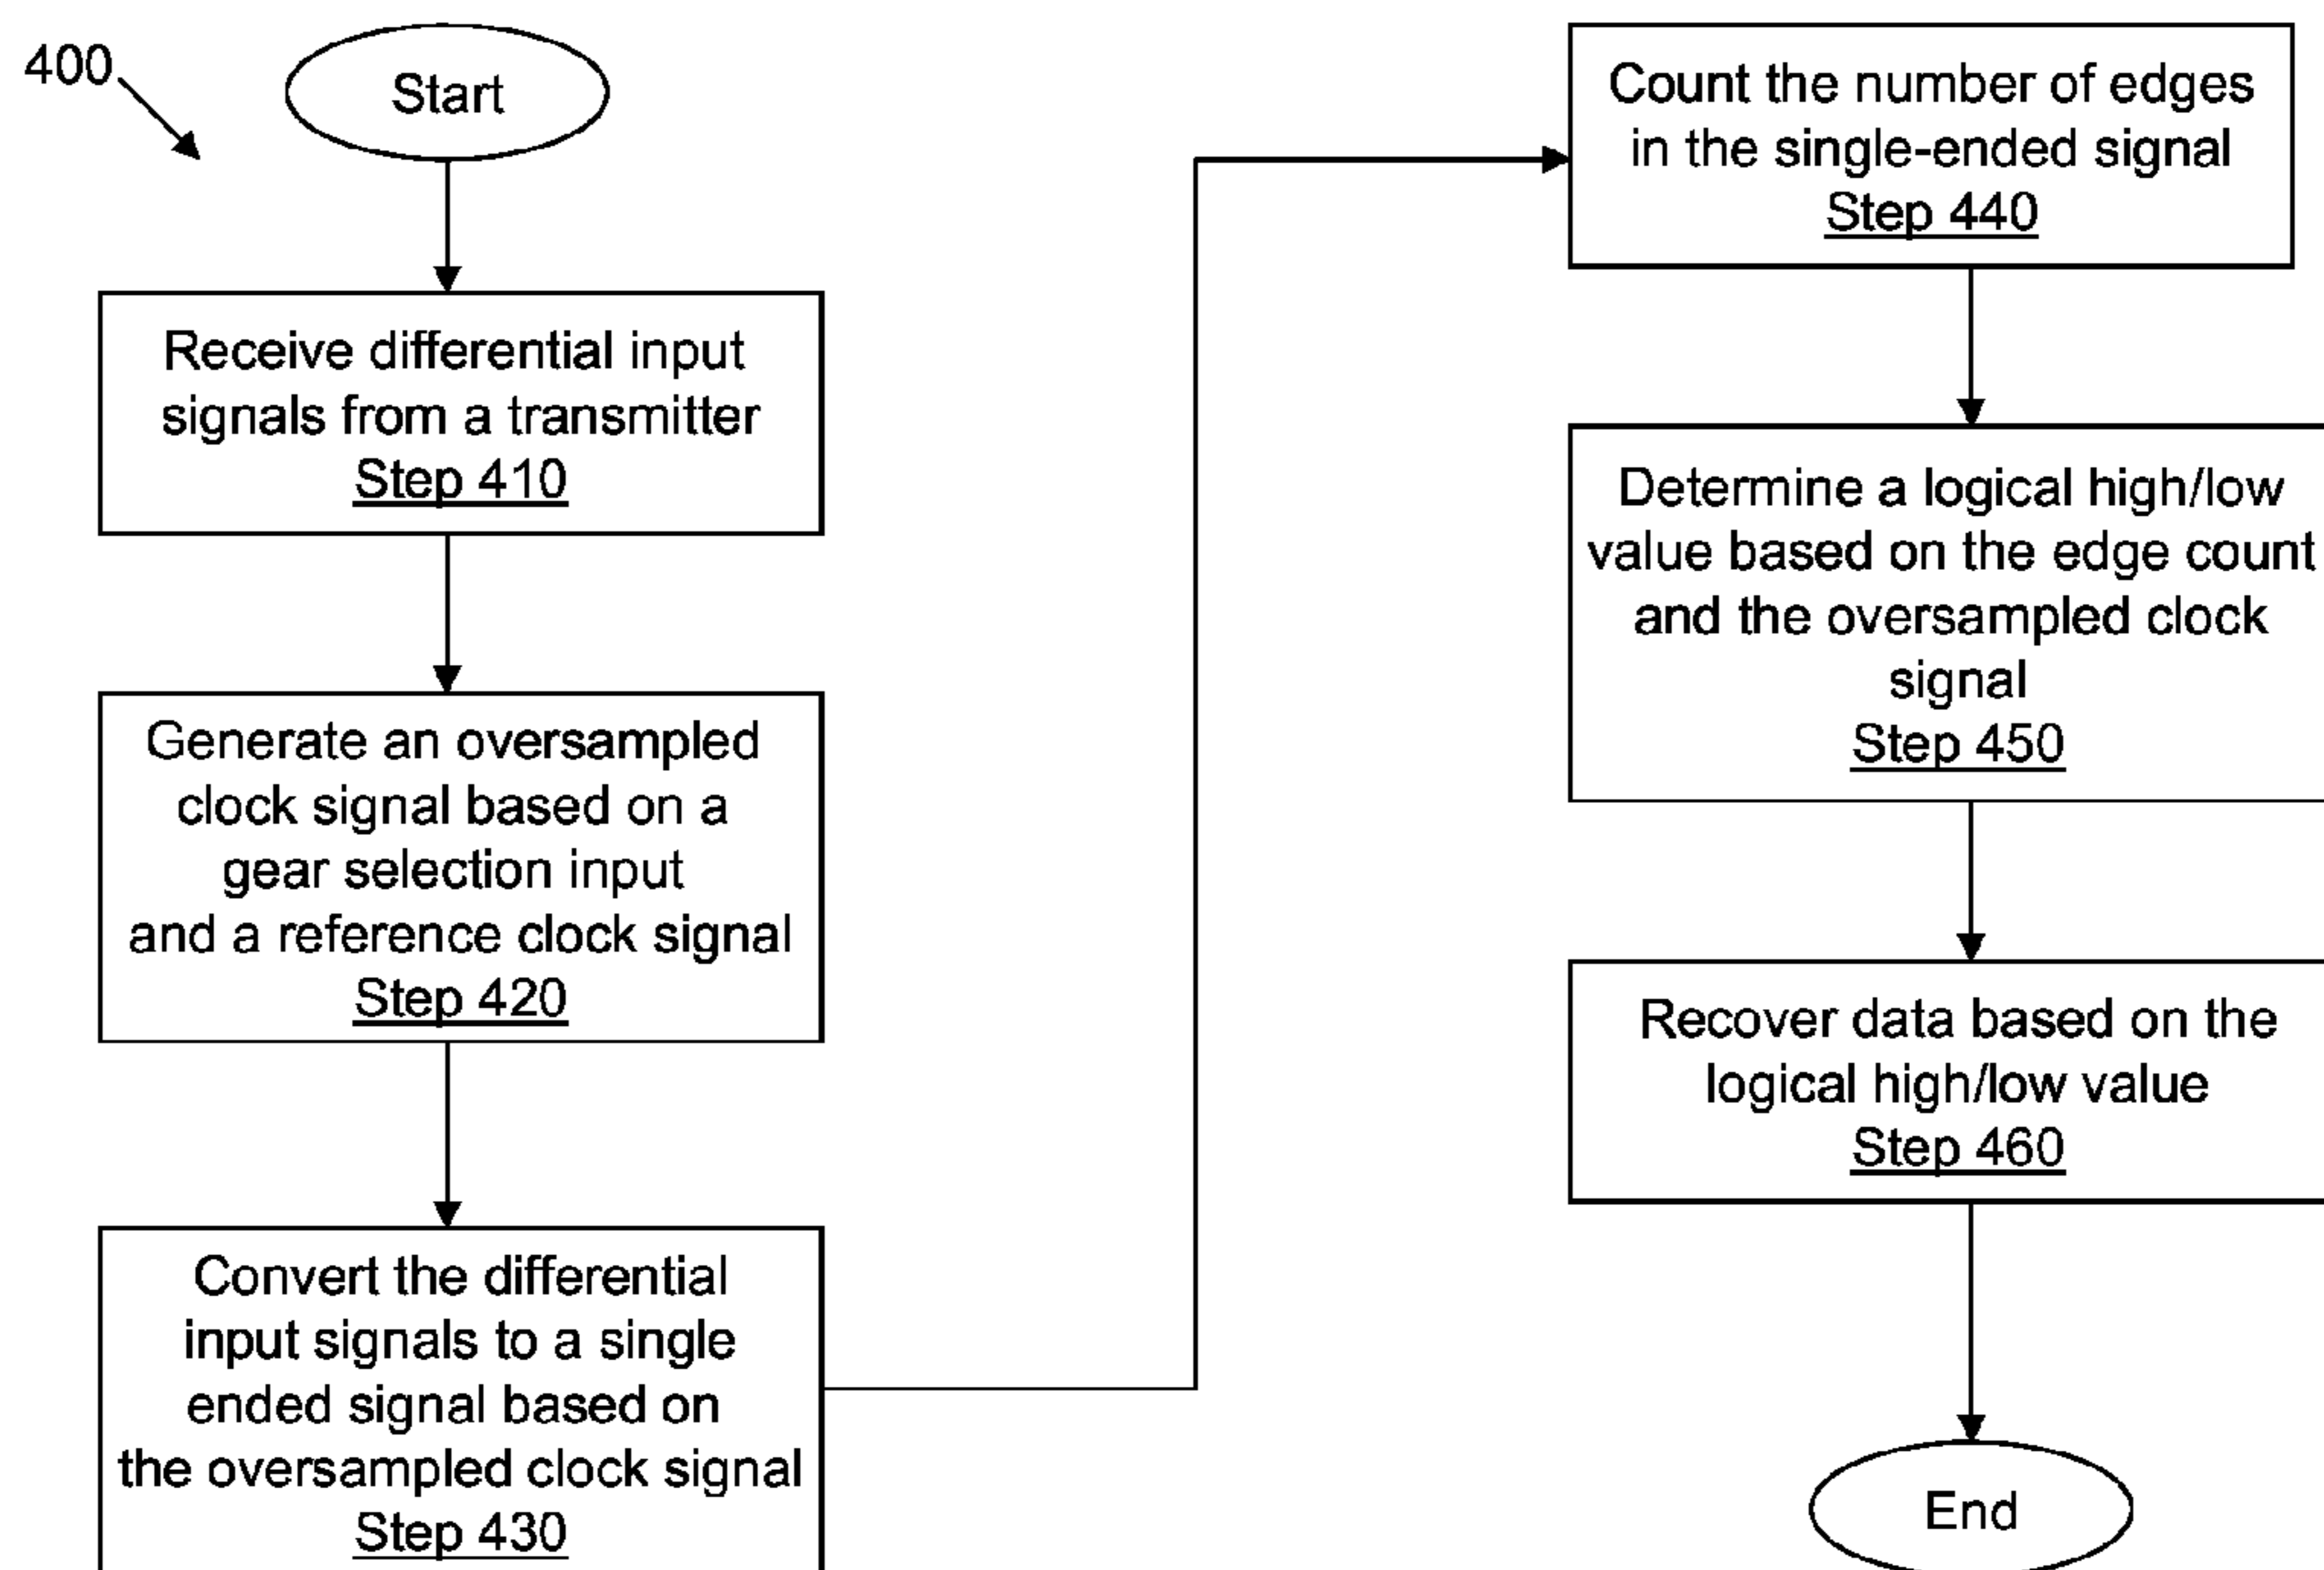 400
Start
Receive differential input
signals from a transmitter
Step 410
Generate an oversampled
clock signal based on a
gear selection input
and a reference clock signal
Step 420
Convert the differential
input signals to a single
ended signal based on
the oversampled clock signal
Step 430
Count the number of edges
in the single-ended signal
Step 440
Determine a logical high/low
value based on the edge count
and the oversampled clock
signal
Step 450
Recover data based on the
logical high/low value
Step 460
End